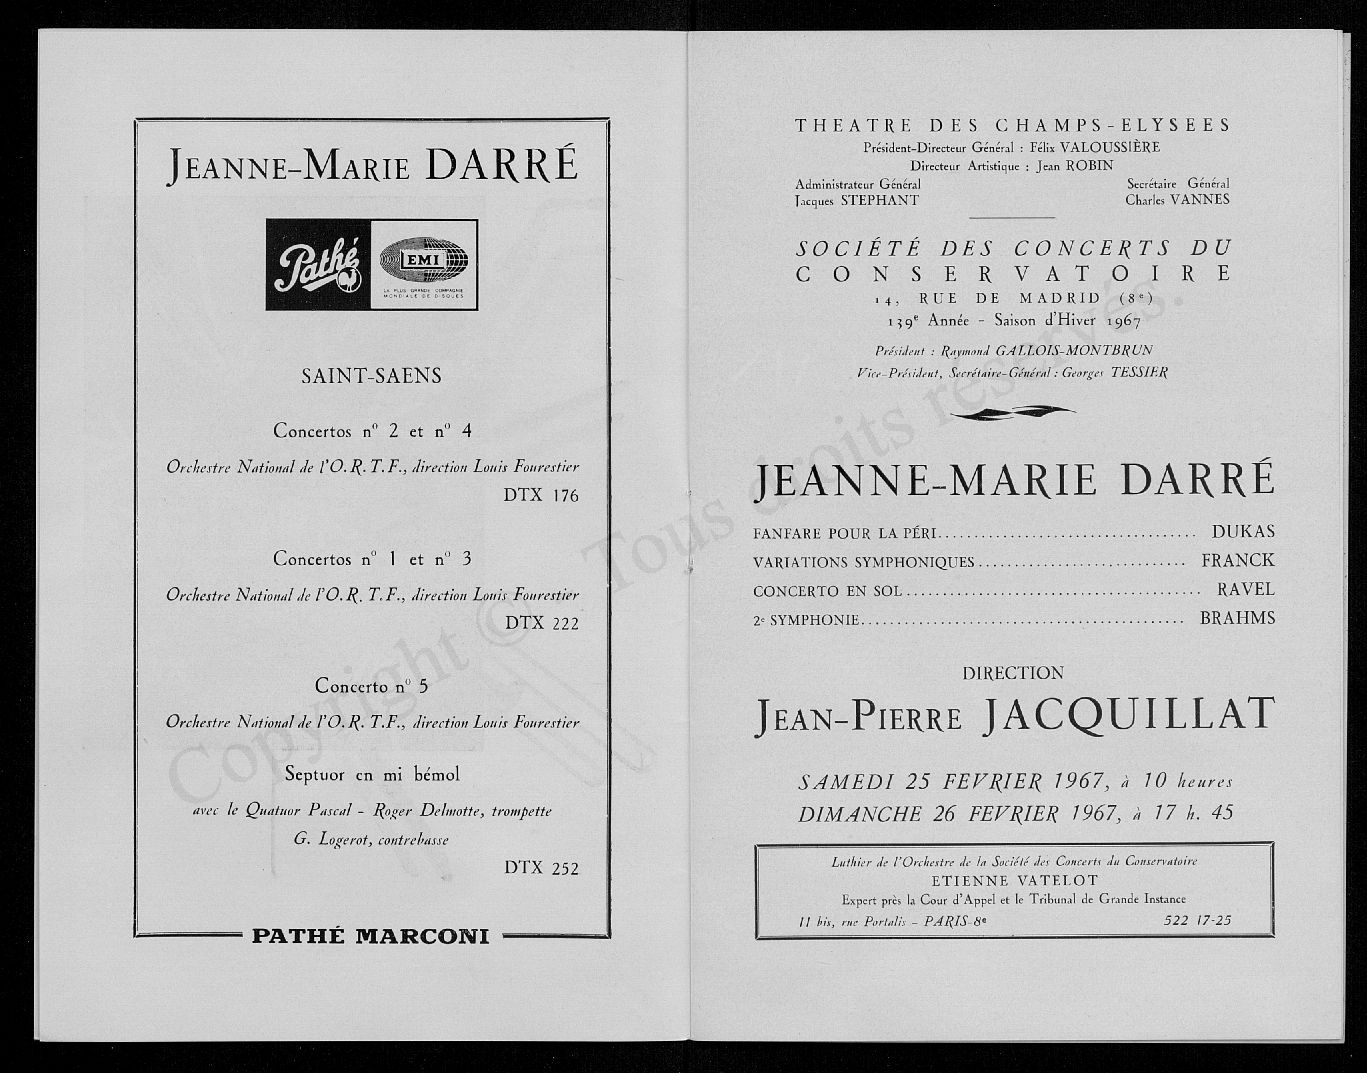 JEANNE-MARIE DARRÉ
Pathé
EMI
LA PLUS GRANDE COMPAGNIE
MONDIALE DE DISQUES
SAINT-SAENS
Concertos nº 2 et nº 4
Orchestre National de l'O.R.T.F., direction Louis Fourestier
DTX 176
Concertos nº 1 et nº 3
Orchestre National de l'O.R.T.F., direction Louis Fourestier
DTX 222
Concerto nº 5
Orchestre National de l'O.R.T.F., direction Louis Fourestier
Septuor en mi bémol
avec le Quatuor Pascal - Roger Delmotte, trompette
G. Logerot, contrebasse
DTX 252
PATHÉ MARCONI
THEATRE DES CHAMPS-ELYSEES
Président-Directeur Général : Félix VALOUSSIÈRE
Directeur Artistique : Jean ROBIN
Administrateur Général Secrétaire Général
Jacques STEPHANT Charles VANNES
SOCIÉTÉ DES CONCERTS DU
CONSERVATOIRE
14, RUE DE MADRID (8e)
139e Année - Saison d'Hiver 1967
Président : Raymond GALLOIS-MONTBRUN
Vice-Président, Secrétaire-Général : Georges TESSIER
JEANNE-MARIE DARRÉ
FANFARE POUR LA PÉRI.................................... DUKAS
VARIATIONS SYMPHONIQUES............................. FRANCK
CONCERTO EN SOL......................................... RAVEL
2e SYMPHONIE............................................. BRAHMS
DIRECTION
JEAN-PIERRE JACQUILLAT
SAMEDI 25 FEVRIER 1967, à 10 heures
DIMANCHE 26 FEVRIER 1967, à 17 h. 45
Luthier de l'Orchestre de la Société des Concerts du Conservatoire
ETIENNE VATELOT
Expert près la Cour d'Appel et le Tribunal de Grande Instance
11 bis, rue Portalis - PARIS-8e 522 17-25
Copyright © Tous droits réservés.